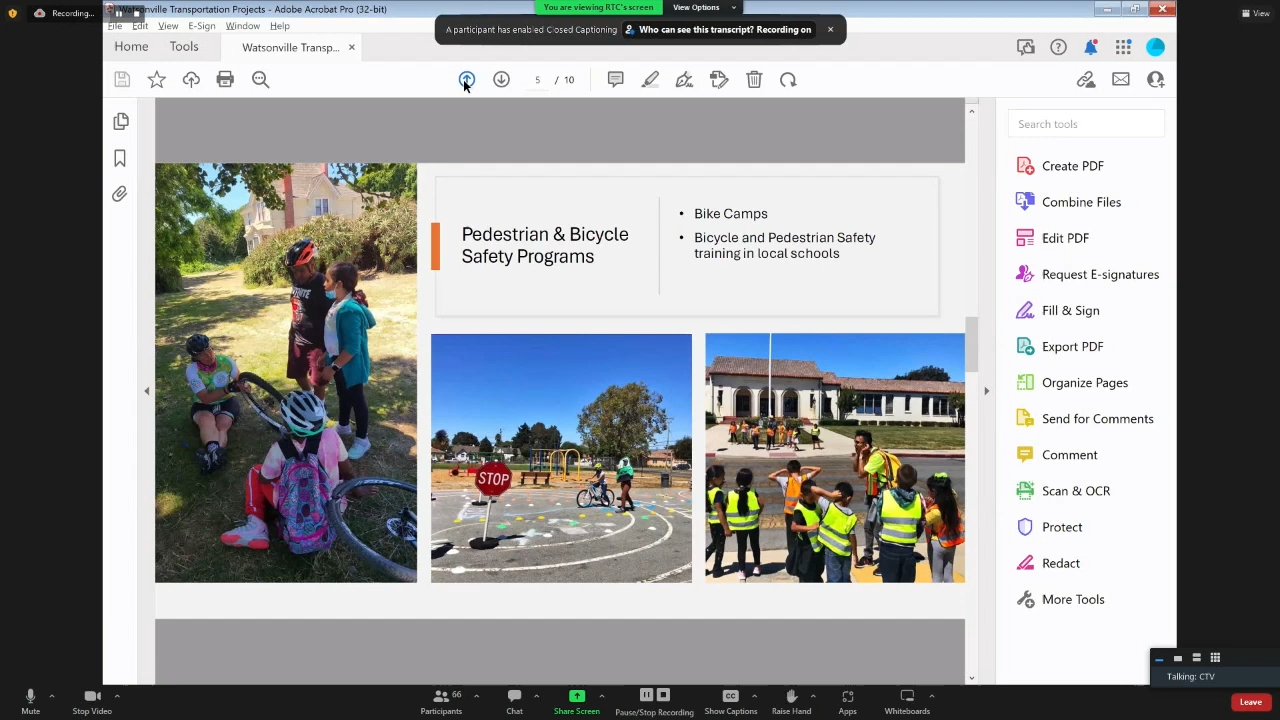 Recording...
Watsonville Transportation Projects - Adobe Acrobat Pro (32-bit)
You are viewing RTC's screen
View Options
View
File Edit View E-Sign Window Help
A participant has enabled Closed Captioning
Who can see this transcript? Recording on
Home
Tools
Watsonville Transp...
5 / 10
Search tools
Create PDF
Combine Files
Edit PDF
Request E-signatures
Fill & Sign
Export PDF
Organize Pages
Send for Comments
Comment
Scan & OCR
Protect
Redact
More Tools
Pedestrian & Bicycle
Safety Programs
• Bike Camps
• Bicycle and Pedestrian Safety
training in local schools
STOP
Talking: CTV
Mute
Stop Video
66
Participants
Chat
Share Screen
Pause/Stop Recording
CC
Show Captions
Raise Hand
Apps
Whiteboards
Leave